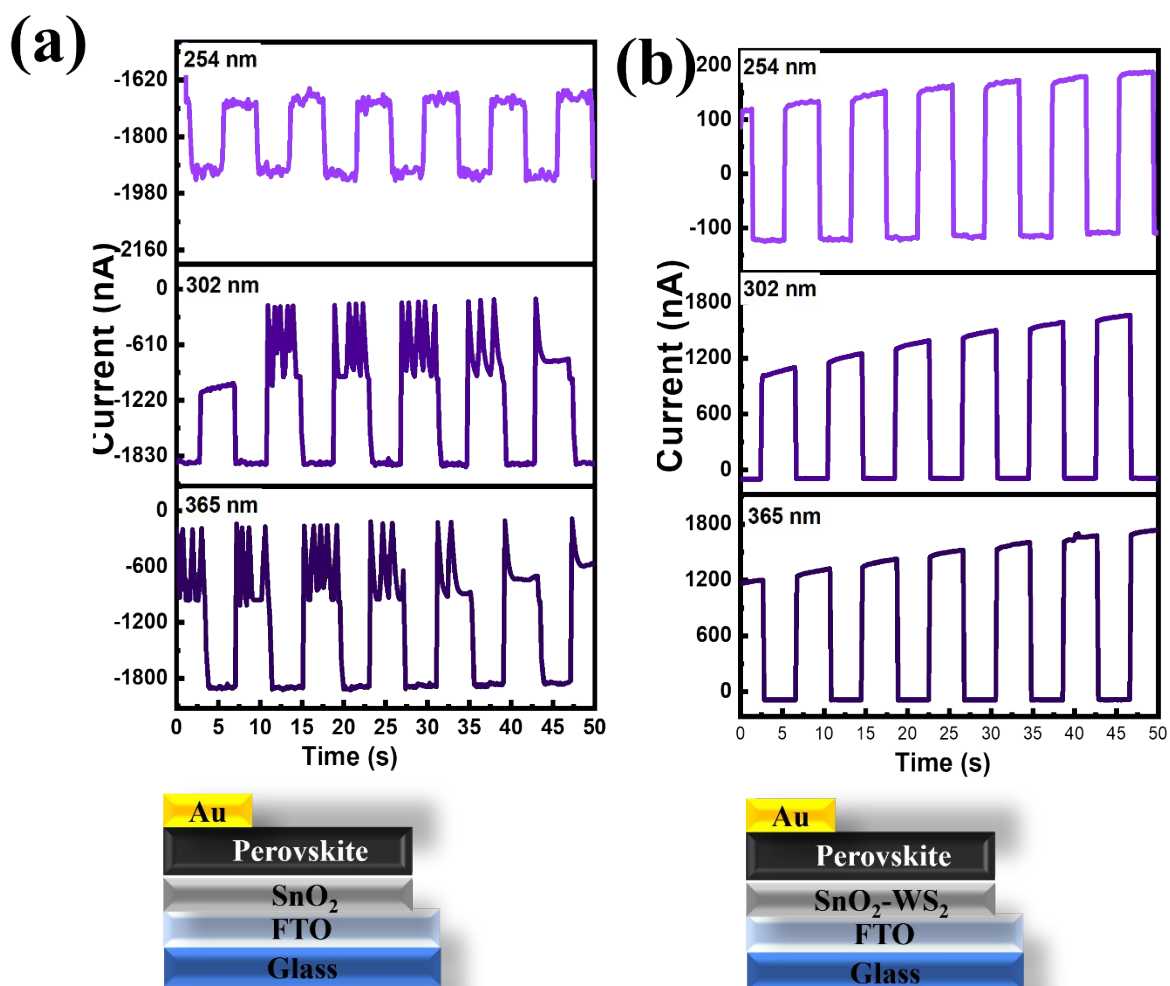 (a)
254 nm
-1620
-1800
-1980
-2160
302 nm
0
-610
-1220
-1830
365 nm
0
-600
-1200
-1800
Current (nA)
0 5 10 15 20 25 30 35 40 45 50
Time (s)
Au
Perovskite
SnO₂
FTO
Glass
(b)
254 nm
200
100
0
-100
302 nm
1800
1200
600
0
365 nm
1800
1200
600
0
Current (nA)
0 5 10 15 20 25 30 35 40 45 50
Time (s)
Au
Perovskite
SnO₂-WS₂
FTO
Glass